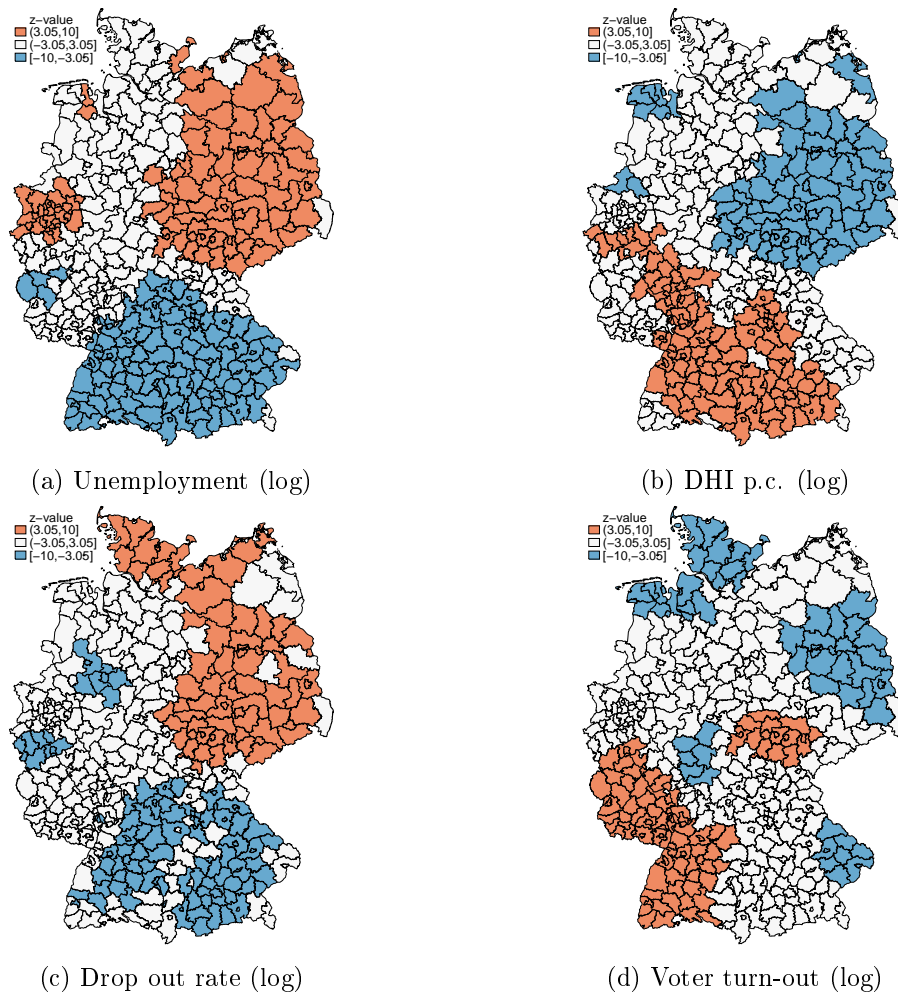 z−value
(3.05,10]
(−3.05,3.05]
[−10,−3.05]
z−value
(3.05,10]
(−3.05,3.05]
[−10,−3.05]
(a) Unemployment (log)
(b) DHI p.c. (log)
z−value
(3.05,10]
(−3.05,3.05]
[−10,−3.05]
z−value
(3.05,10]
(−3.05,3.05]
[−10,−3.05]
(c) Drop out rate (log)
(d) Voter turn-out (log)